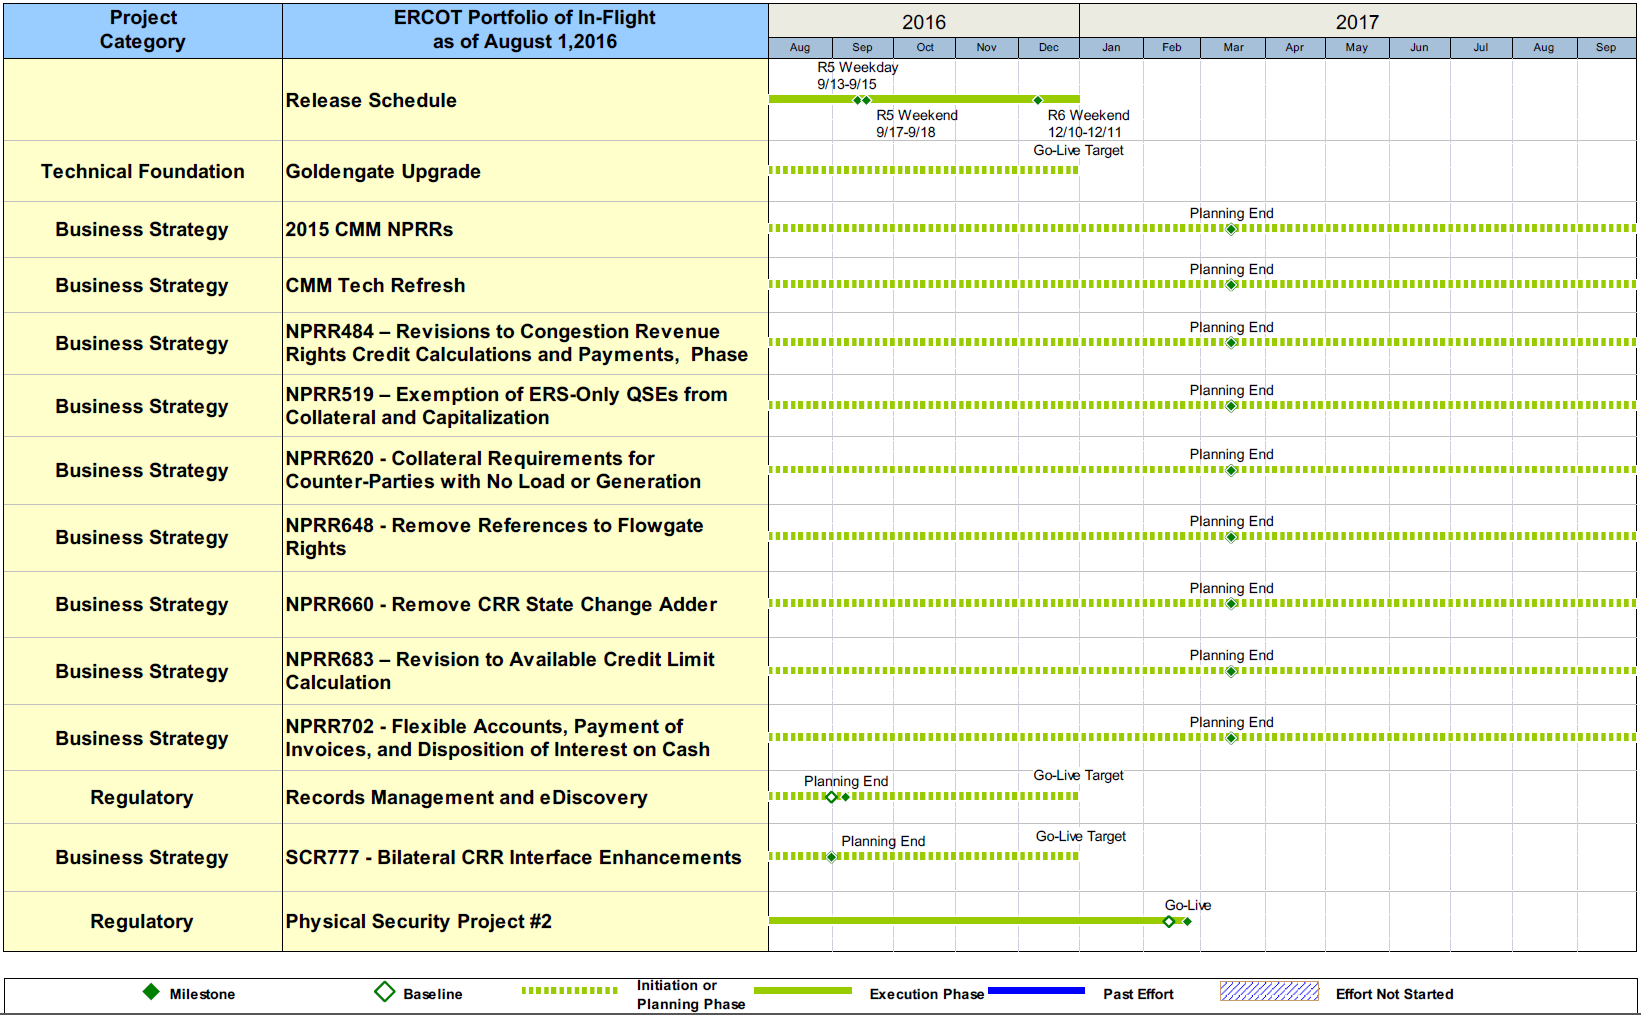 Project
Category
ERCOT Portfolio of In-Flight
as of August 1,2016
2016
2017
Aug Sep Oct Nov Dec Jan Feb Mar Apr May Jun Jul Aug Sep
R5 Weekday
9/13-9/15
Release Schedule
R5 Weekend
9/17-9/18
R6 Weekend
12/10-12/11
Go-Live Target
Technical Foundation
Goldengate Upgrade
Planning End
Business Strategy
2015 CMM NPRRs
Planning End
Business Strategy
CMM Tech Refresh
Planning End
Business Strategy
NPRR484 – Revisions to Congestion Revenue
Rights Credit Calculations and Payments, Phase
Planning End
Business Strategy
NPRR519 – Exemption of ERS-Only QSEs from
Collateral and Capitalization
Planning End
Business Strategy
NPRR620 - Collateral Requirements for
Counter-Parties with No Load or Generation
Planning End
Business Strategy
NPRR648 - Remove References to Flowgate
Rights
Planning End
Business Strategy
NPRR660 - Remove CRR State Change Adder
Planning End
Business Strategy
NPRR683 – Revision to Available Credit Limit
Calculation
Planning End
Business Strategy
NPRR702 - Flexible Accounts, Payment of
Invoices, and Disposition of Interest on Cash
Planning End
Go-Live Target
Regulatory
Records Management and eDiscovery
Planning End
Go-Live Target
Business Strategy
SCR777 - Bilateral CRR Interface Enhancements
Go-Live
Regulatory
Physical Security Project #2
Milestone
Baseline
Initiation or
Planning Phase
Execution Phase
Past Effort
Effort Not Started